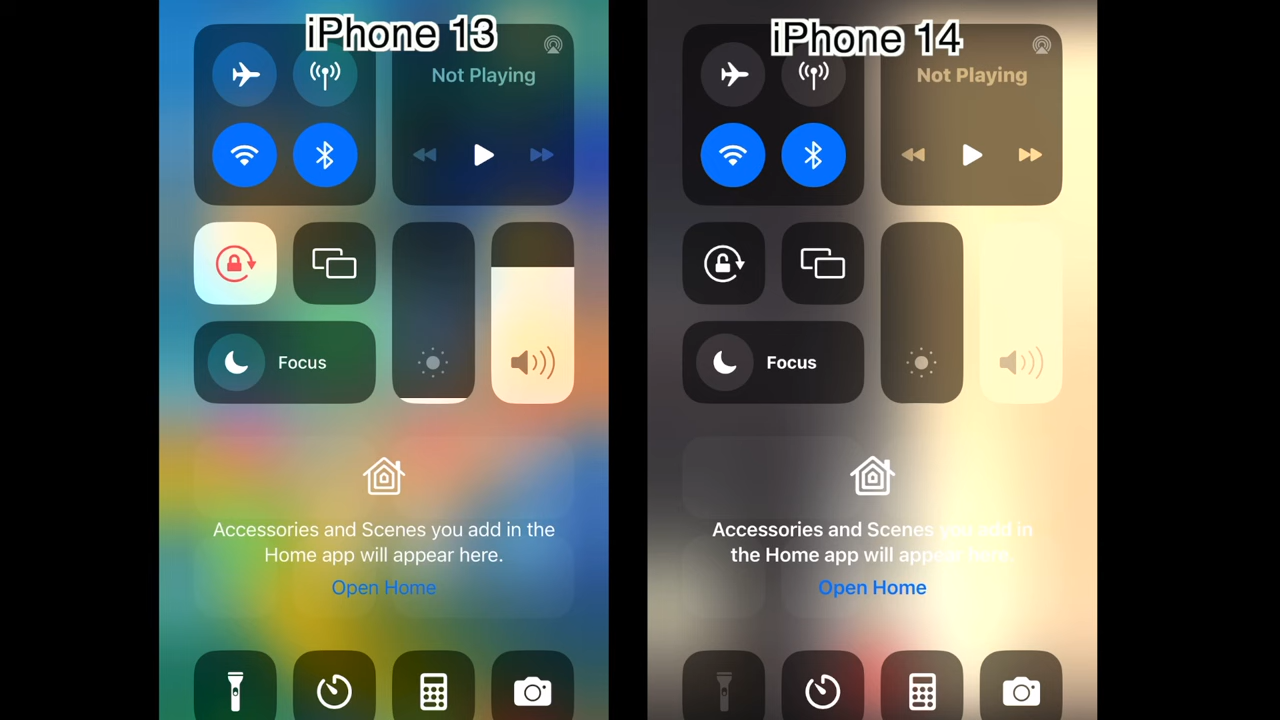 iPhone 13
Not Playing
Focus
Accessories and Scenes you add in the
Home app will appear here.
Open Home
iPhone 14
Not Playing
Focus
Accessories and Scenes you add in
the Home app will appear here.
Open Home